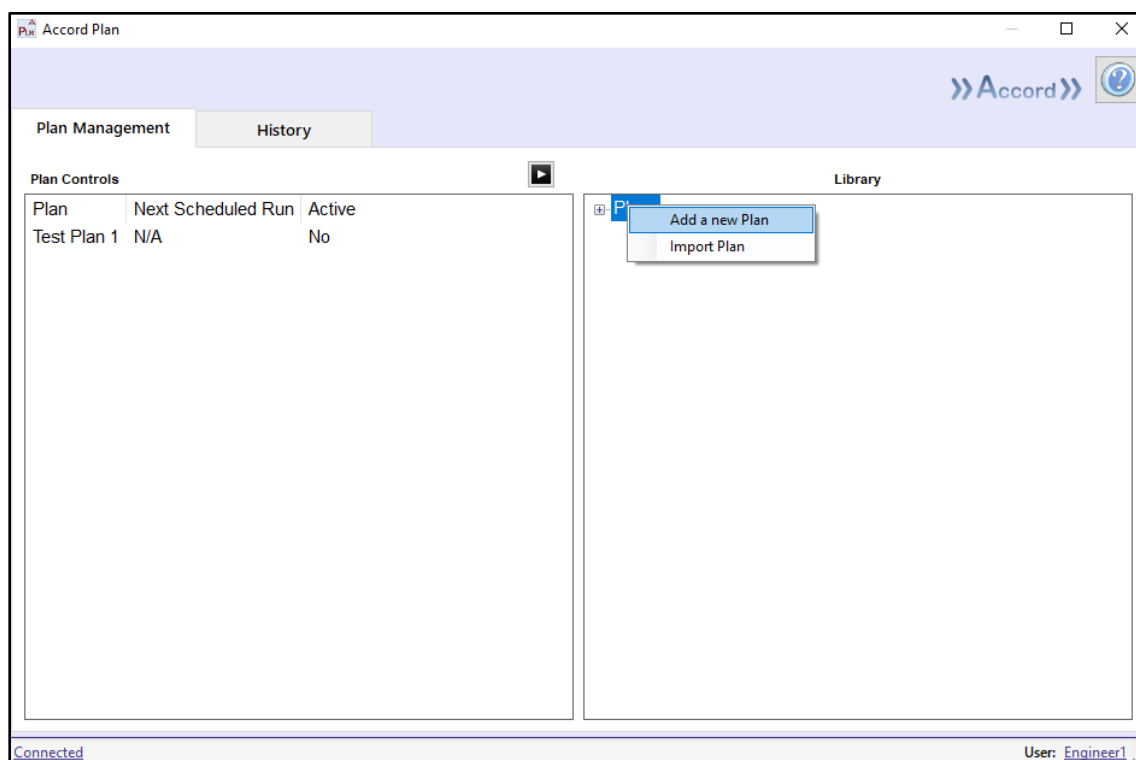 Accord Plan
»Accord»
Plan Management
History
Plan Controls
Library
Plan Next Scheduled Run Active
Test Plan 1 N/A No
Add a new Plan
Import Plan
Connected
User: Engineer1